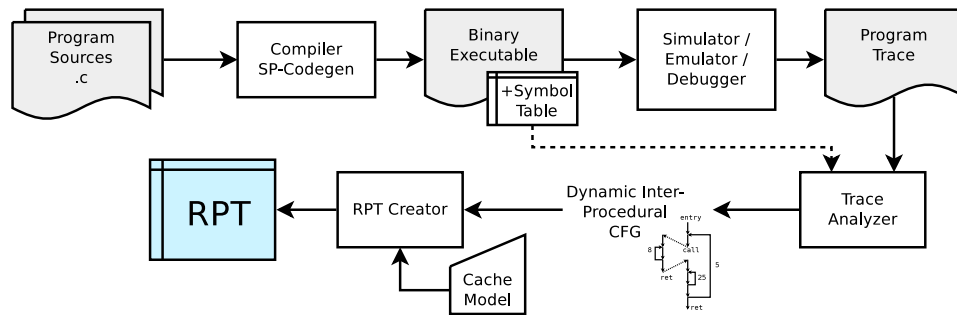 Program
Sources
.c
Compiler
SP-Codegen
Binary
Executable
+Symbol
Table
Simulator /
Emulator /
Debugger
Program
Trace
Trace
Analyzer
Dynamic Inter-
Procedural
CFG
entry
call
8
5
ret
25
ret
RPT Creator
Cache
Model
RPT